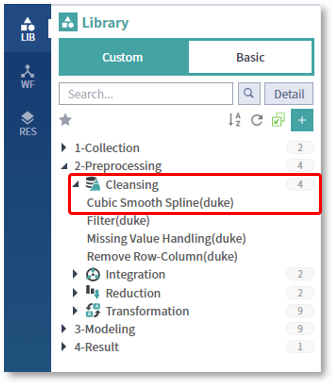 LIB
WF
RES
Library
Custom Basic
Search... Detail
A
Z
1-Collection 2
2-Preprocessing 4
Cleansing 4
Cubic Smooth Spline(duke)
Filter(duke)
Missing Value Handling(duke)
Remove Row-Column(duke)
Integration 2
Reduction 2
Transformation 9
3-Modeling 9
4-Result 1